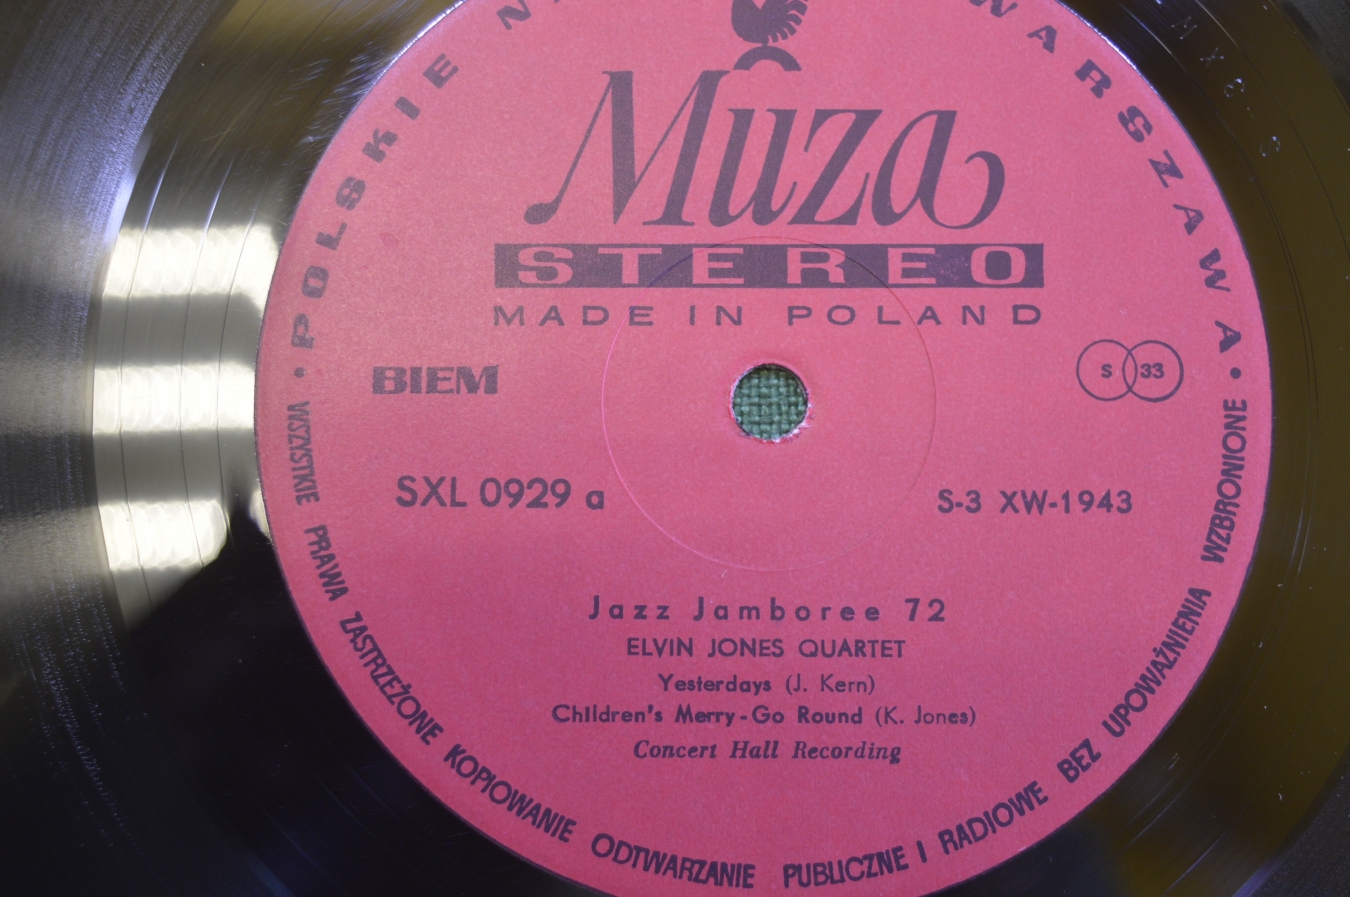 POLSKIE
WARSZAWA
Muza
STEREO
MADE IN POLAND
BIEM
S 33
SXL 0929 a
S-3 XW-1943
Jazz Jamboree 72
ELVIN JONES QUARTET
Yesterdays (J. Kern)
Children's Merry-Go Round (K. Jones)
Concert Hall Recording
WSZYSTKIE PRAWA ZASTRZEŻONE KOPIOWANIE ODTWARZANIE PUBLICZNE I RADIOWE BEZ UPOWAŻNIENIA WZBRONIONE